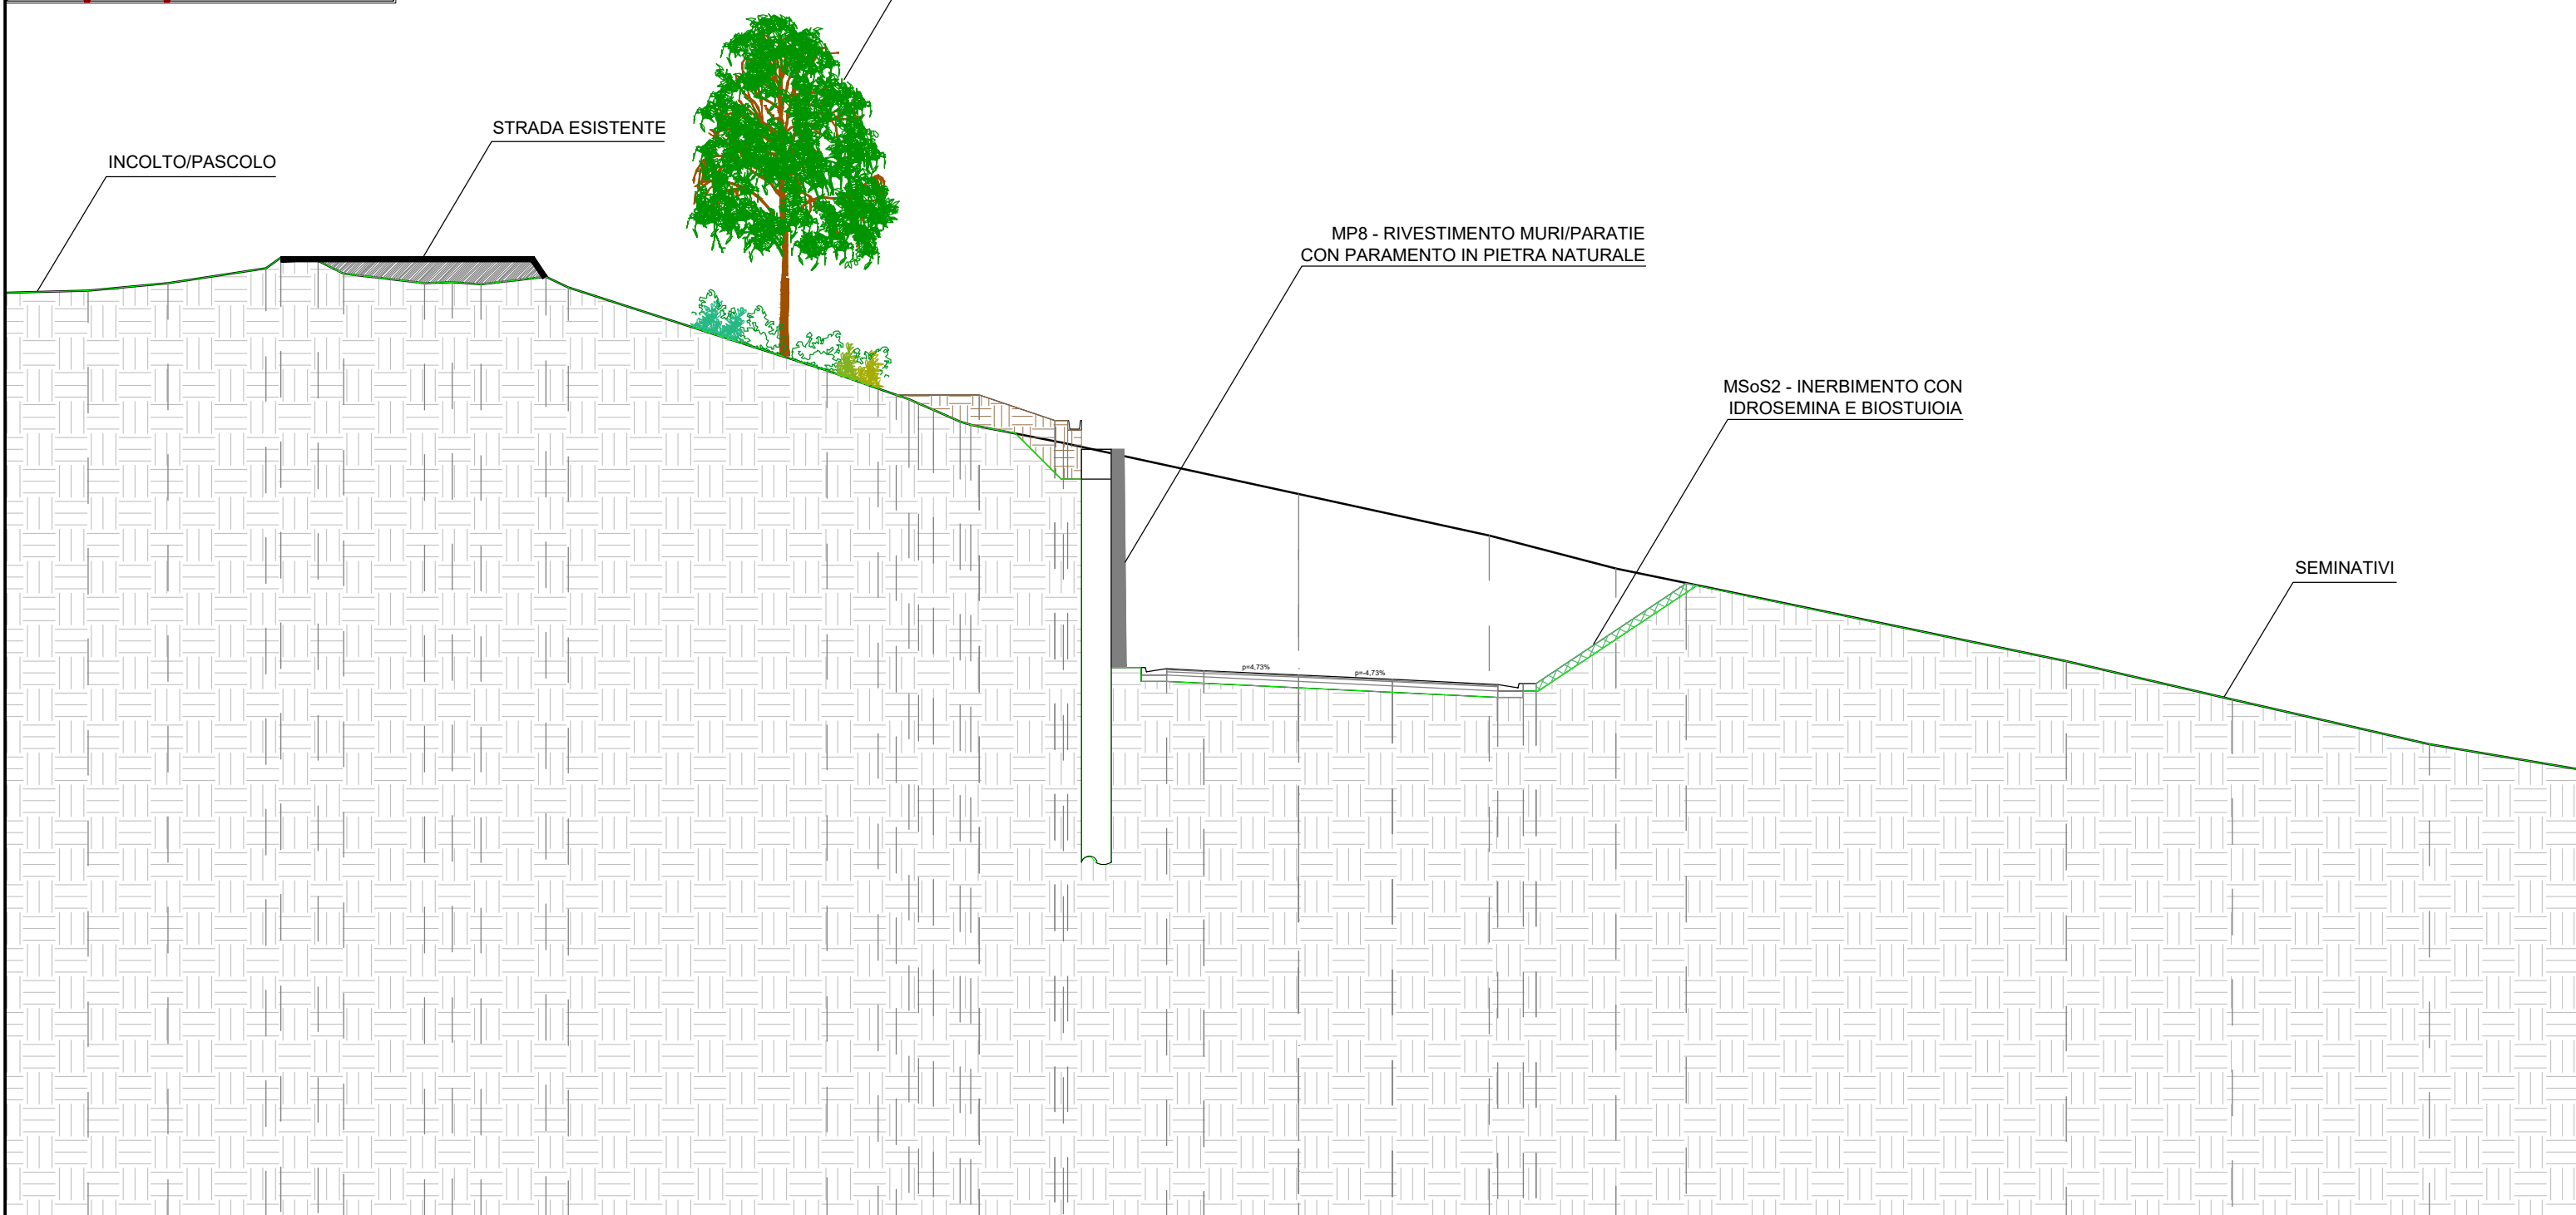 STRADA ESISTENTE
INCOLTO/PASCOLO
MP8 - RIVESTIMENTO MURI/PARATIE
CON PARAMENTO IN PIETRA NATURALE
MSoS2 - INERBIMENTO CON
IDROSEMINA E BIOSTUIOIA
SEMINATIVI
p=4,73%
p=-4,73%